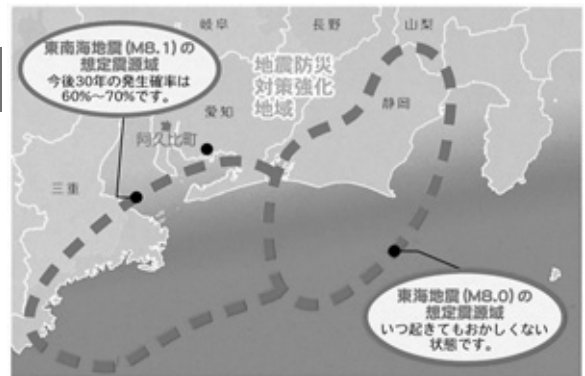 岐阜
長野
山梨
東南海地震(M8.1)の
想定震源域
今後30年の発生確率は
60%〜70%です。
地震防災
対策強化
地域
愛知
静岡
阿久比町
三重
東海地震(M8.0)の
想定震源域
いつ起きてもおかしくない
状態です。